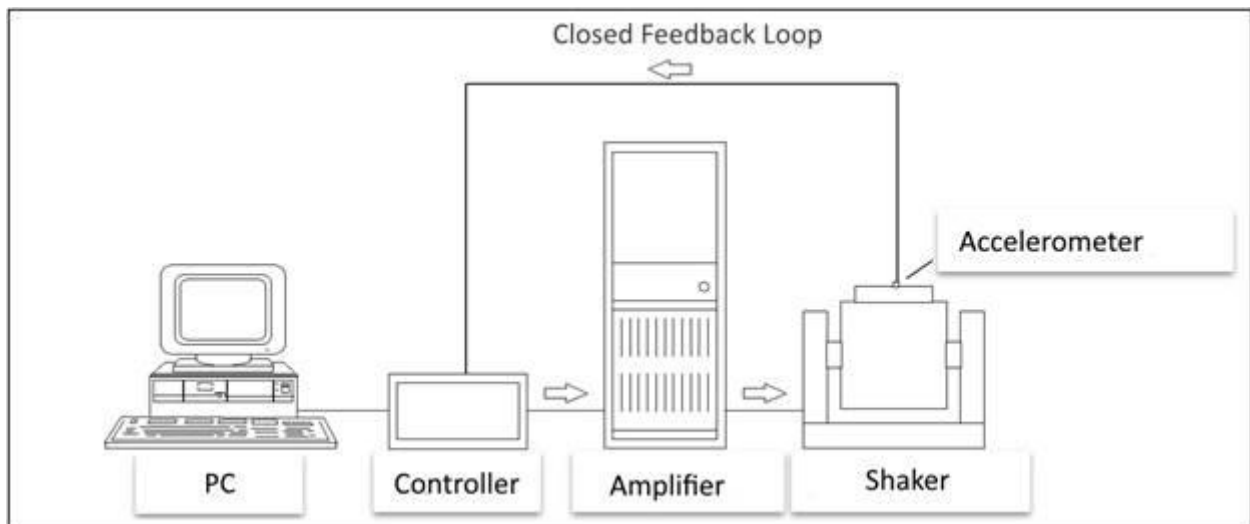 Closed Feedback Loop
Accelerometer
PC
Controller
Amplifier
Shaker